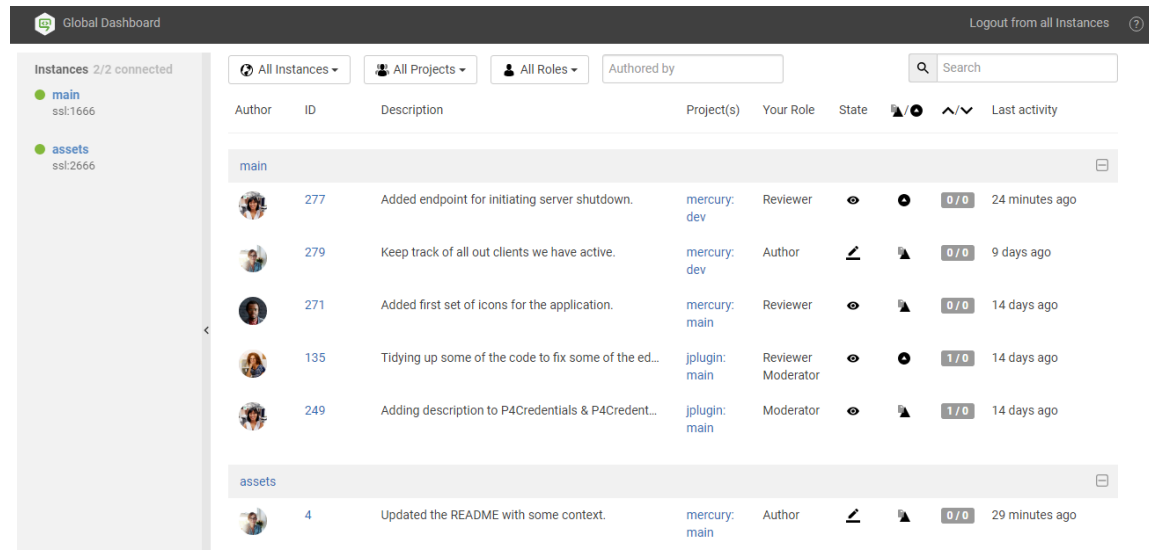 Global Dashboard
Logout from all Instances
Instances 2/2 connected
main
ssl:1666
assets
ssl:2666
All Instances
All Projects
All Roles
Authored by
Search
Author ID Description Project(s) Your Role State / / Last activity
main
277 Added endpoint for initiating server shutdown. mercury: Reviewer 0 / 0 24 minutes ago
dev
279 Keep track of all out clients we have active. mercury: Author 0 / 0 9 days ago
dev
271 Added first set of icons for the application. mercury: Reviewer 0 / 0 14 days ago
main
135 Tidying up some of the code to fix some of the ed... jplugin: Reviewer 1 / 0 14 days ago
main Moderator
249 Adding description to P4Credentials & P4Credent... jplugin: Moderator 1 / 0 14 days ago
main
assets
4 Updated the README with some context. mercury: Author 0 / 0 29 minutes ago
main